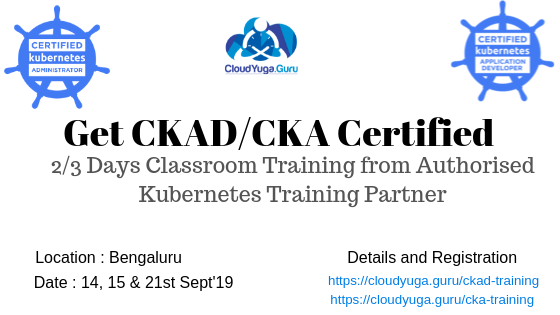 CERTIFIED
kubernetes
ADMINISTRATOR
CloudYuga.Guru
CERTIFIED
kubernetes
APPLICATION
DEVELOPER
Get CKAD/CKA Certified
2/3 Days Classroom Training from Authorised
Kubernetes Training Partner
Location : Bengaluru
Date : 14, 15 & 21st Sept'19
Details and Registration
https://cloudyuga.guru/ckad-training
https://cloudyuga.guru/cka-training